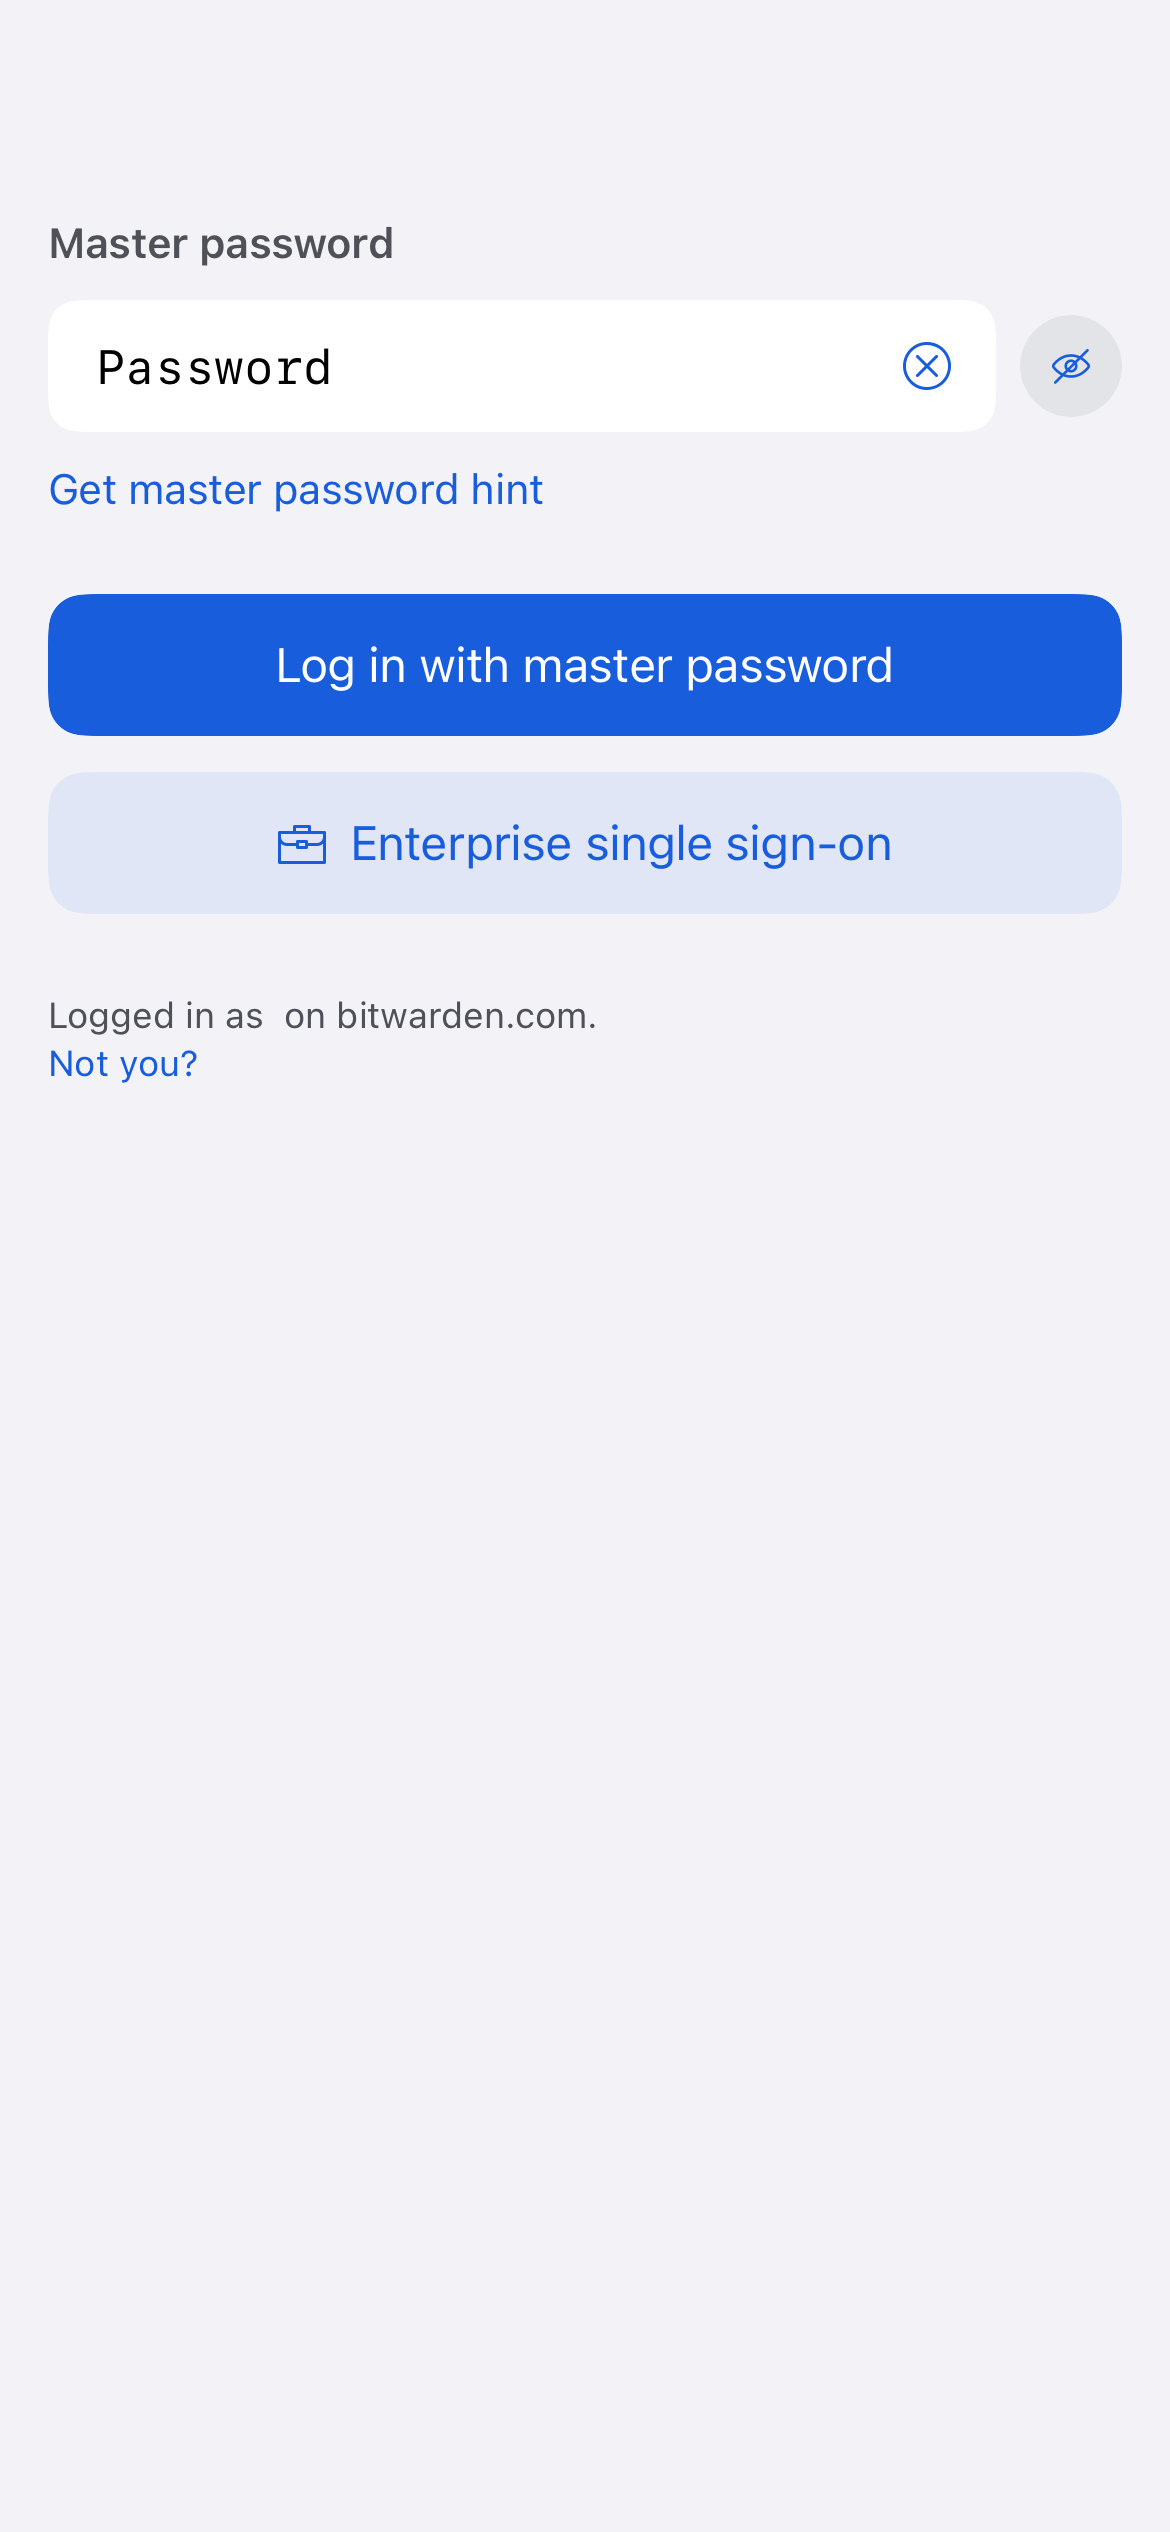 Master password
Password
Get master password hint
Log in with master password
Enterprise single sign-on
Logged in as  on bitwarden.com.
Not you?